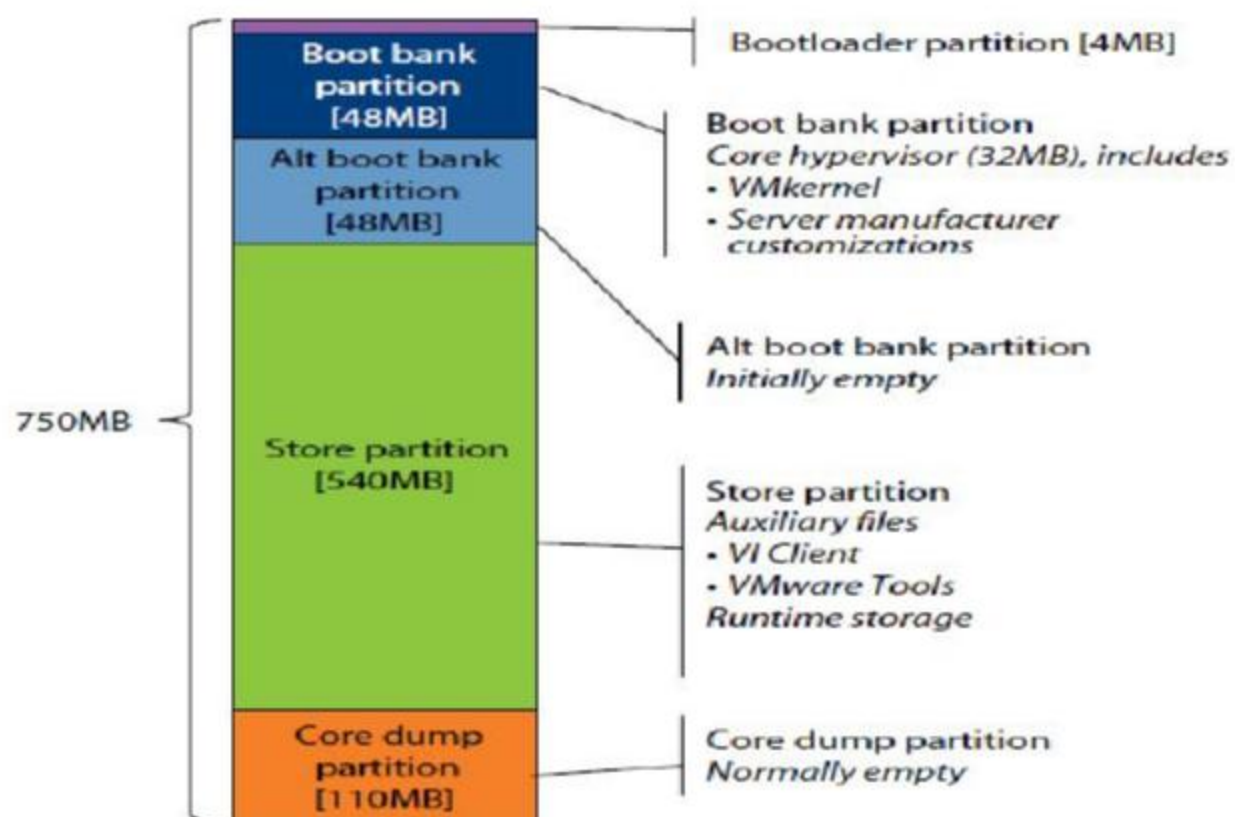 Bootloader partition [4MB]
Boot bank
partition
[48MB]
Boot bank partition
Core hypervisor (32MB), includes
• VMkernel
• Server manufacturer
customizations
Alt boot bank
partition
[48MB]
Alt boot bank partition
Initially empty
750MB
Store partition
[540MB]
Store partition
Auxiliary files
• VI Client
• VMware Tools
Runtime storage
Core dump
partition
[110MB]
Core dump partition
Normally empty